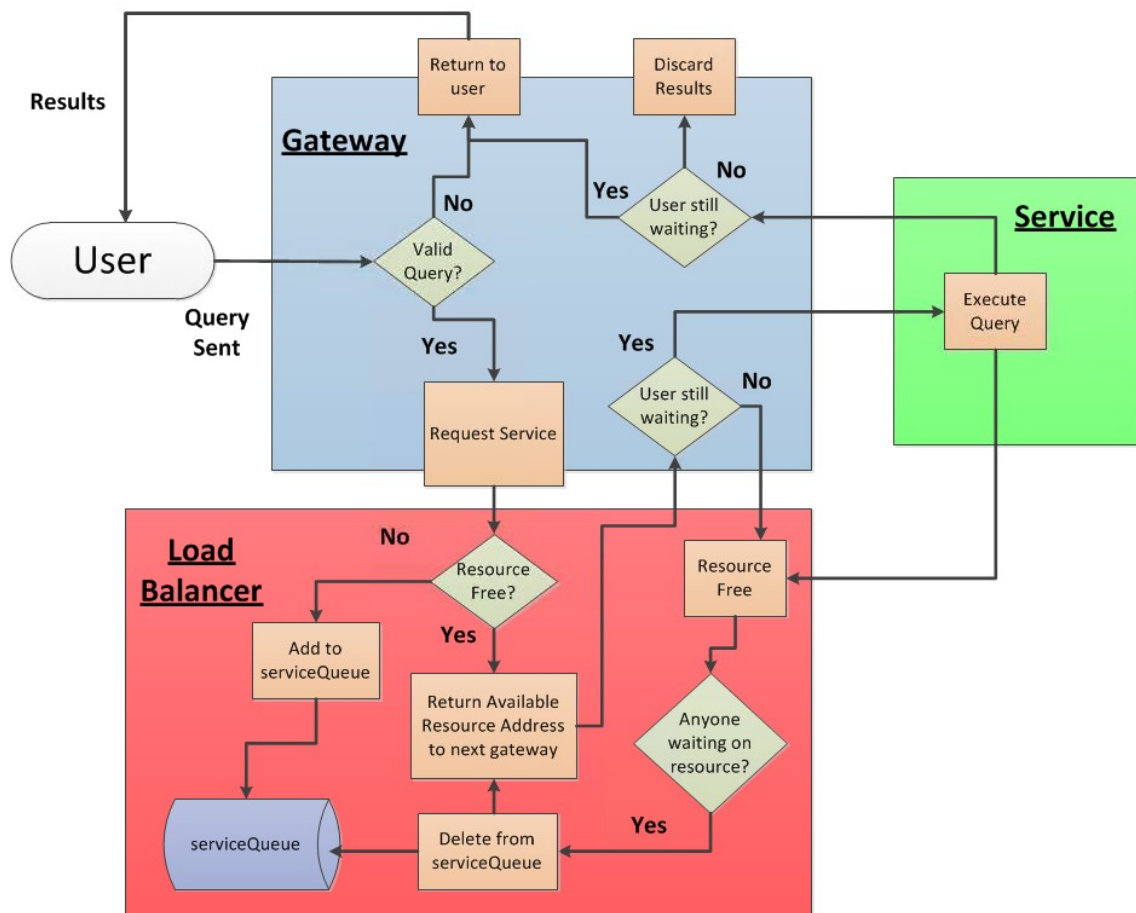 Return to
user
Discard
Results
Results
Gateway
No
Yes
No
User still
waiting?
Service
User
Valid
Query?
Execute
Query
Query
Sent
Yes
Yes
No
User still
waiting?
Request Service
No
Load
Balancer
Resource
Free?
Resource
Free
Yes
Add to
serviceQueue
Return Available
Resource Address
to next gateway
Anyone
waiting on
resource?
Yes
serviceQueue
Delete from
serviceQueue